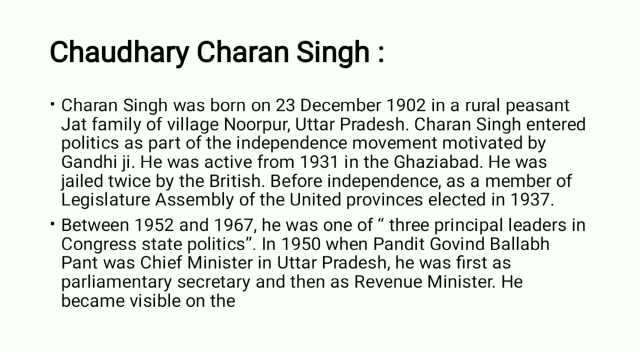 Chaudhary Charan Singh :
• Charan Singh was born on 23 December 1902 in a rural peasant
Jat family of village Noorpur, Uttar Pradesh. Charan Singh entered
politics as part of the independence movement motivated by
Gandhi ji. He was active from 1931 in the Ghaziabad. He was
jailed twice by the British. Before independence, as a member of
Legislature Assembly of the United provinces elected in 1937.
• Between 1952 and 1967, he was one of “ three principal leaders in
Congress state politics”. In 1950 when Pandit Govind Ballabh
Pant was Chief Minister in Uttar Pradesh, he was first as
parliamentary secretary and then as Revenue Minister. He
became visible on the